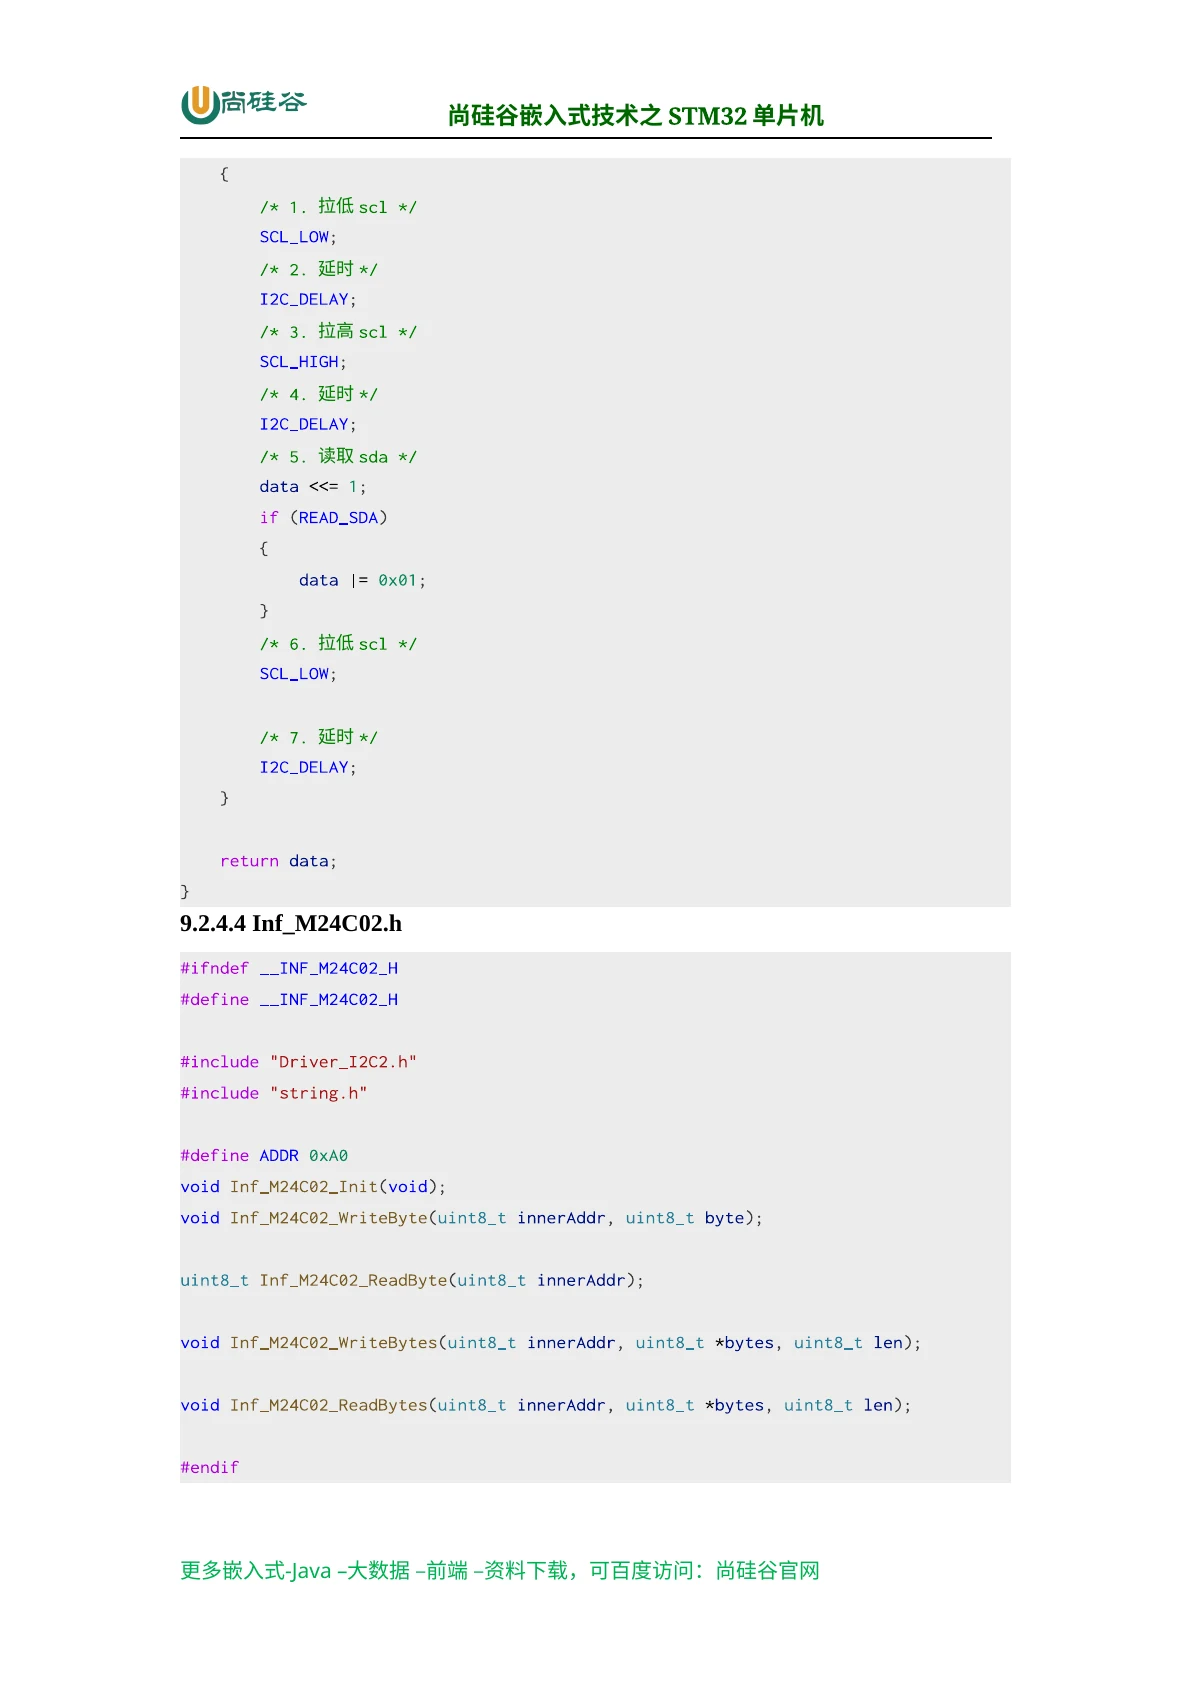 尚硅谷
尚硅谷嵌入式技术之 STM32 单片机
    {
        /* 1. 拉低 scl */
        SCL_LOW;
        /* 2. 延时 */
        I2C_DELAY;
        /* 3. 拉高 scl */
        SCL_HIGH;
        /* 4. 延时 */
        I2C_DELAY;
        /* 5. 读取 sda */
        data <<= 1;
        if (READ_SDA)
        {
            data |= 0x01;
        }
        /* 6. 拉低 scl */
        SCL_LOW;

        /* 7. 延时 */
        I2C_DELAY;
    }

    return data;
}
9.2.4.4 Inf_M24C02.h
#ifndef __INF_M24C02_H
#define __INF_M24C02_H

#include "Driver_I2C2.h"
#include "string.h"

#define ADDR 0xA0
void Inf_M24C02_Init(void);
void Inf_M24C02_WriteByte(uint8_t innerAddr, uint8_t byte);

uint8_t Inf_M24C02_ReadByte(uint8_t innerAddr);

void Inf_M24C02_WriteBytes(uint8_t innerAddr, uint8_t *bytes, uint8_t len);

void Inf_M24C02_ReadBytes(uint8_t innerAddr, uint8_t *bytes, uint8_t len);

#endif
更多嵌入式-Java –大数据 –前端 –资料下载，可百度访问：尚硅谷官网